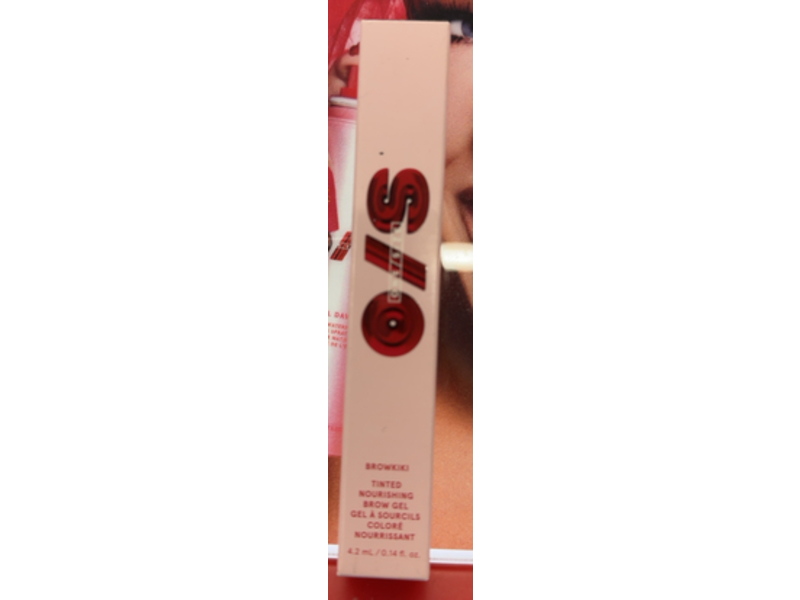 O/S
BROWKIKI
TINTED
NOURISHING
BROW GEL
GEL À SOURCILS
COLORÉ
NOURRISSANT
4.2 mL / 0.14 fl. oz.